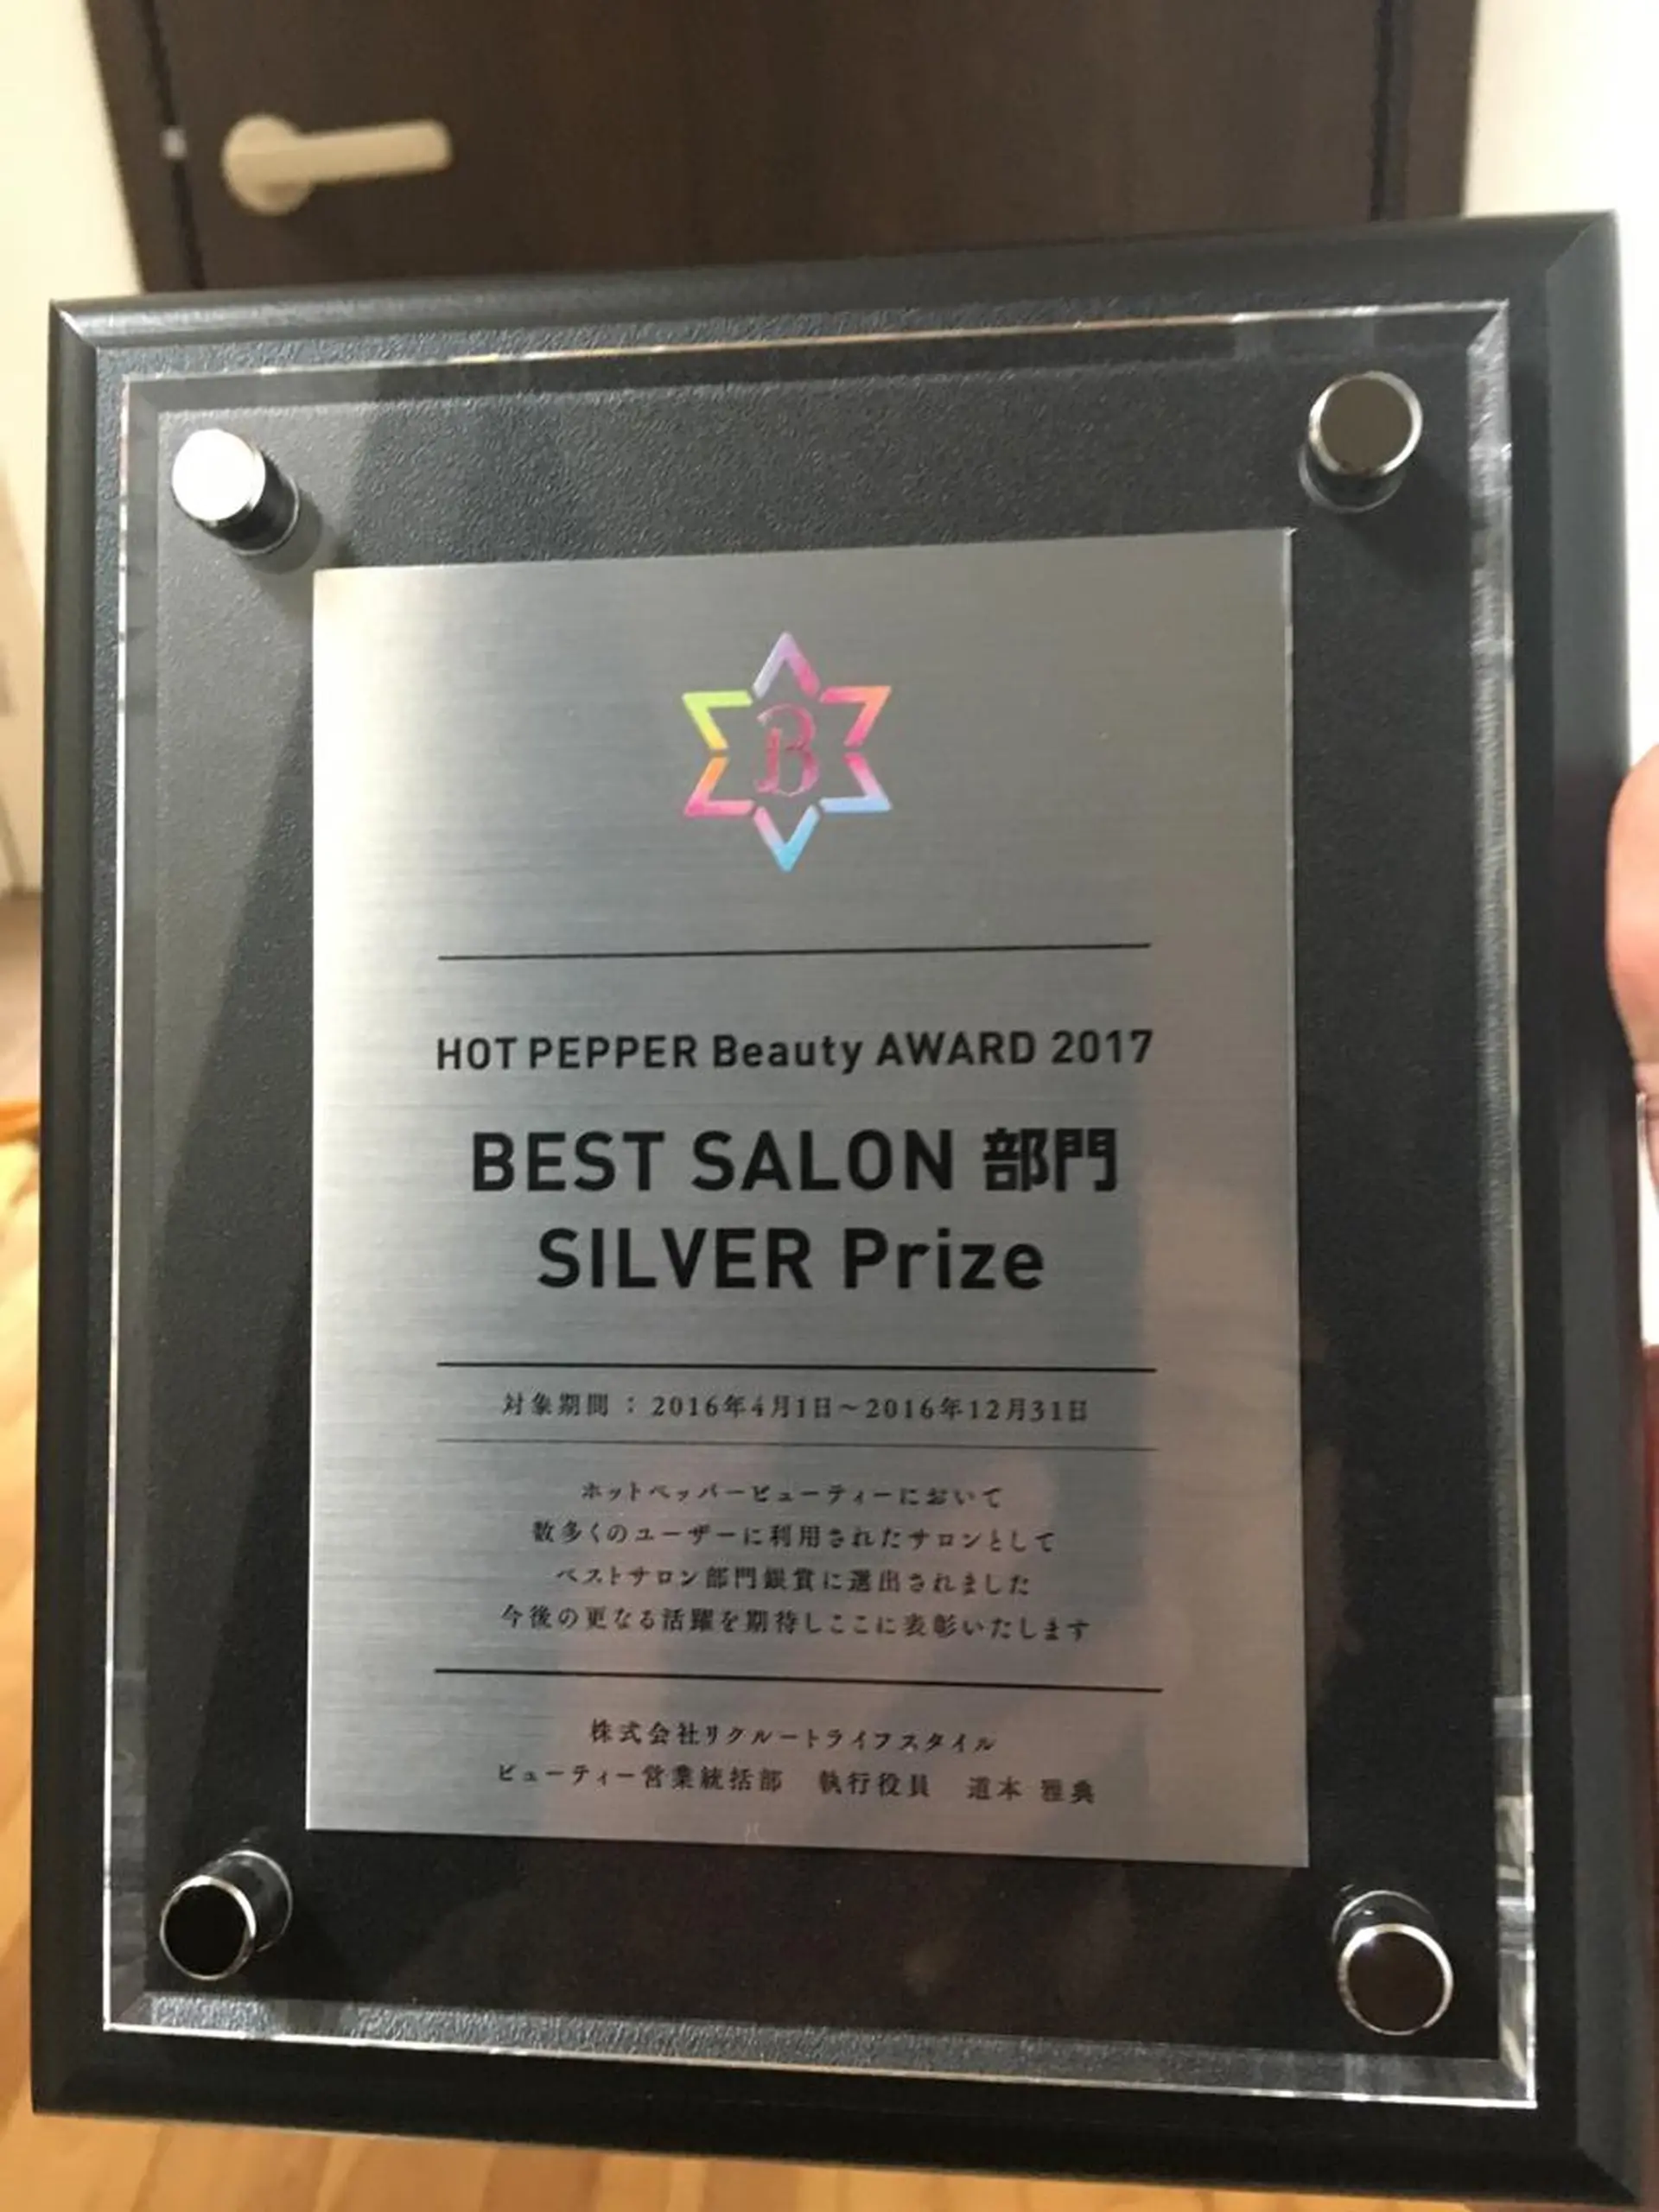 B
HOT PEPPER Beauty AWARD 2017
BEST SALON 部門
SILVER Prize
対象期間 : 2016年4月1日~2016年12月31日
ホットペッパービューティーにおいて
数多くのユーザーに利用されたサロンとして
ベストサロン部門銀賞に選出されました
今後の更なる活躍を期待しここに表彰いたします
株式会社リクルートライフスタイル
ビューティー営業統括部 執行役員 道本 雅典